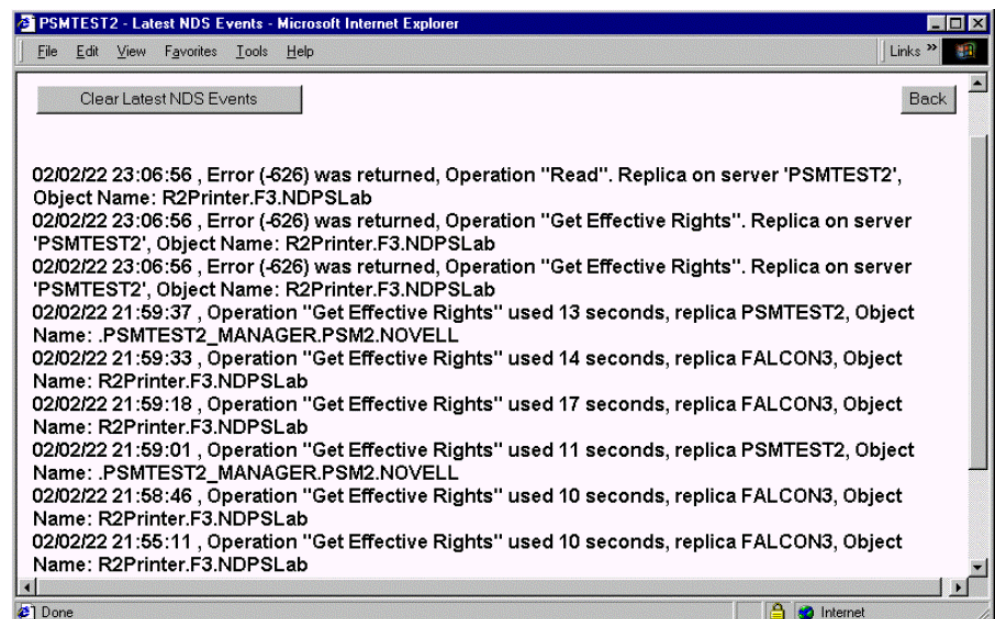 PSMTEST2 - Latest NDS Events - Microsoft Internet Explorer
File Edit View Favorites Tools Help Links »
Clear Latest NDS Events Back
02/02/22 23:06:56 , Error (-626) was returned, Operation "Read". Replica on server 'PSMTEST2',
Object Name: R2Printer.F3.NDPSLab
02/02/22 23:06:56 , Error (-626) was returned, Operation "Get Effective Rights". Replica on server
'PSMTEST2', Object Name: R2Printer.F3.NDPSLab
02/02/22 23:06:56 , Error (-626) was returned, Operation "Get Effective Rights". Replica on server
'PSMTEST2', Object Name: R2Printer.F3.NDPSLab
02/02/22 21:59:37 , Operation "Get Effective Rights" used 13 seconds, replica PSMTEST2, Object
Name: .PSMTEST2_MANAGER.PSM2.NOVELL
02/02/22 21:59:33 , Operation "Get Effective Rights" used 14 seconds, replica FALCON3, Object
Name: R2Printer.F3.NDPSLab
02/02/22 21:59:18 , Operation "Get Effective Rights" used 17 seconds, replica FALCON3, Object
Name: R2Printer.F3.NDPSLab
02/02/22 21:59:01 , Operation "Get Effective Rights" used 11 seconds, replica PSMTEST2, Object
Name: .PSMTEST2_MANAGER.PSM2.NOVELL
02/02/22 21:58:46 , Operation "Get Effective Rights" used 10 seconds, replica FALCON3, Object
Name: R2Printer.F3.NDPSLab
02/02/22 21:55:11 , Operation "Get Effective Rights" used 10 seconds, replica FALCON3, Object
Name: R2Printer.F3.NDPSLab
Done Internet